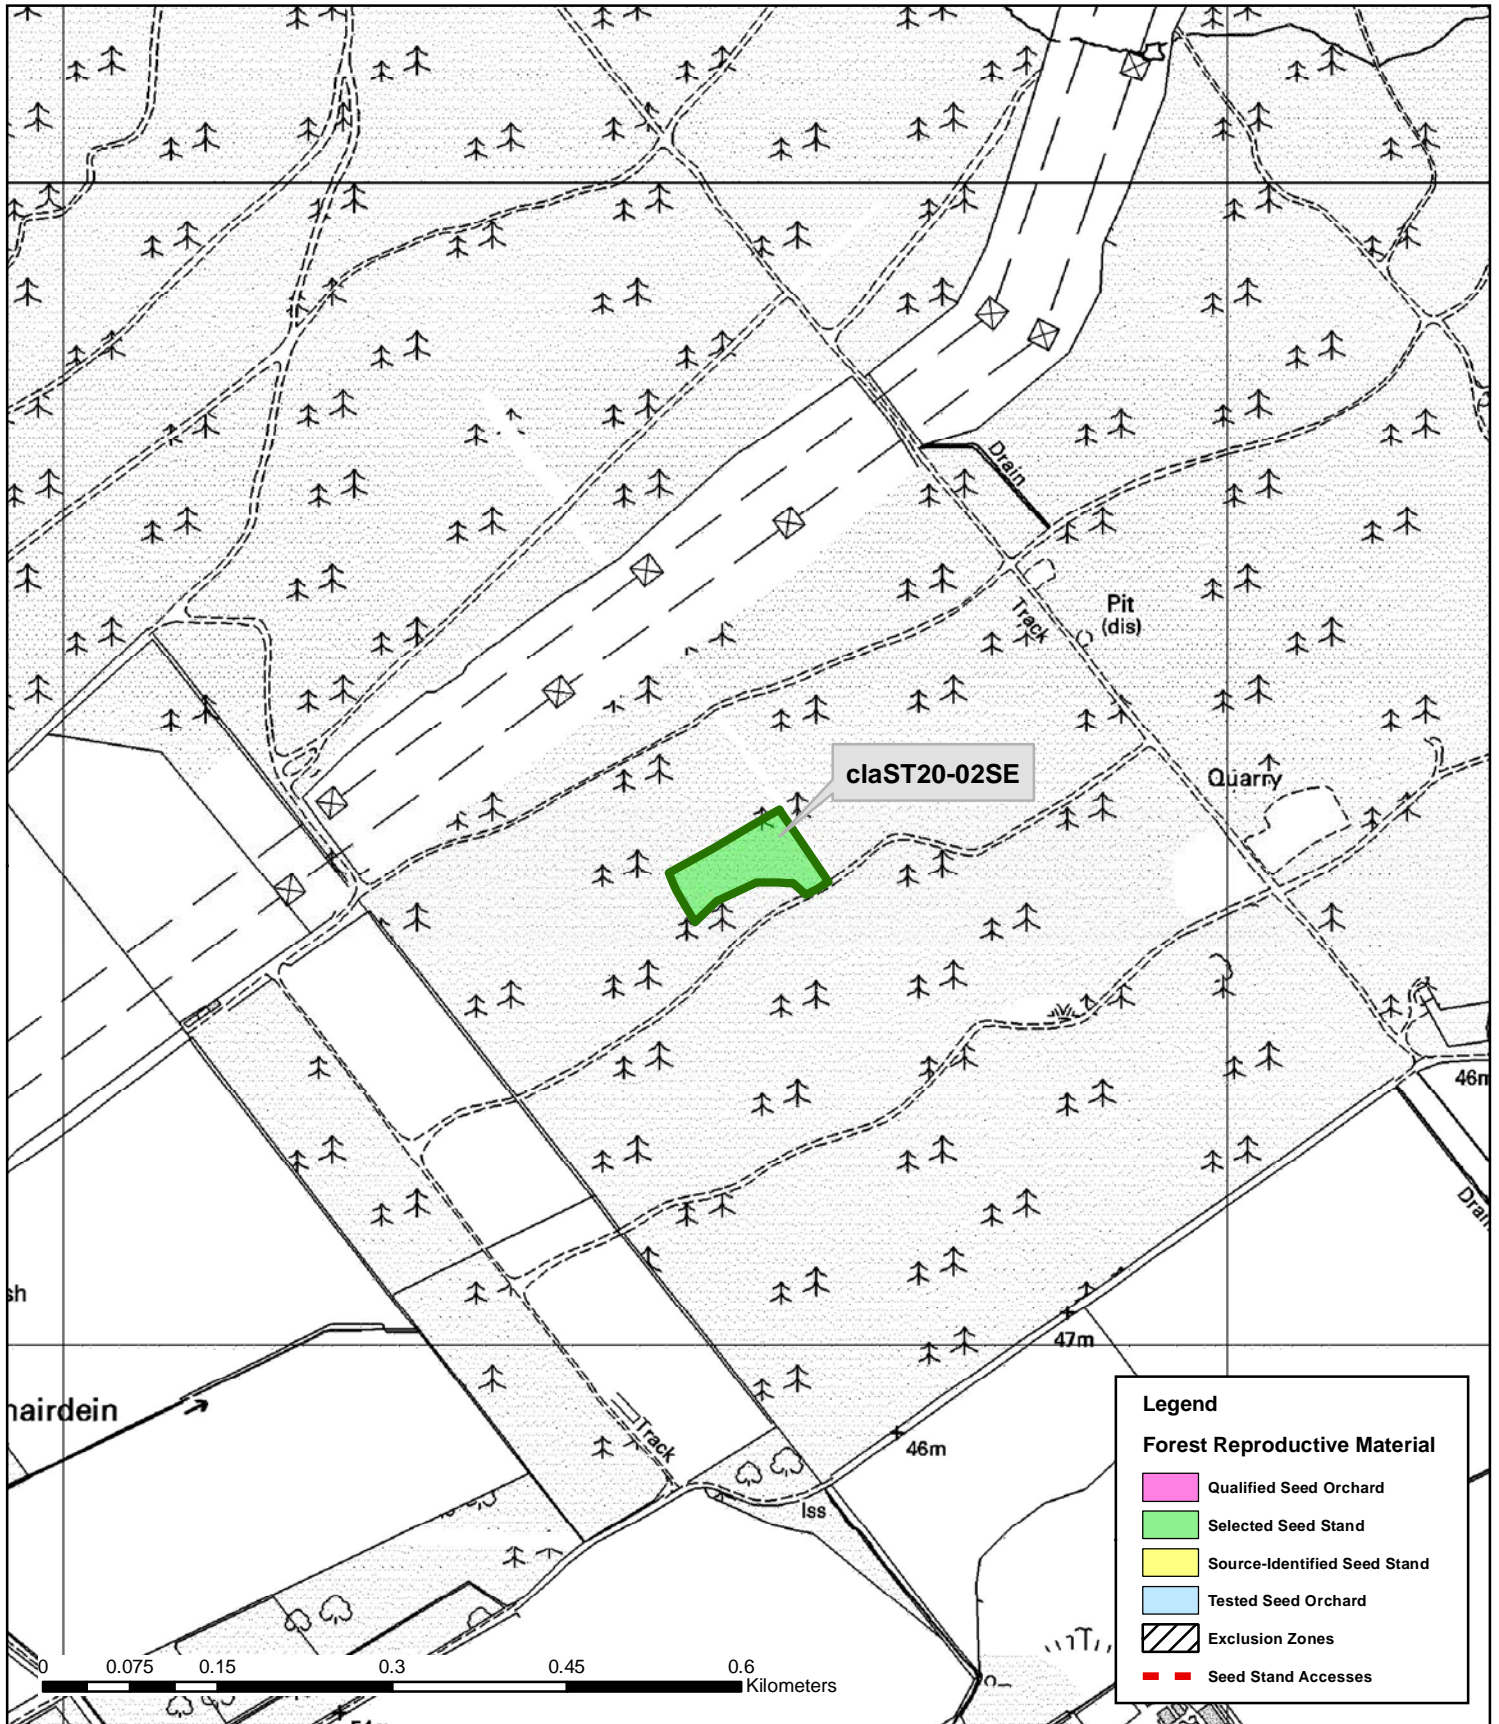 Drain
Track
Pit
(dis)
claST20-02SE
Quarry
46m
Drain
sh
47m
nairdein
Track
46m
Iss
Legend
Forest Reproductive Material
Qualified Seed Orchard
Selected Seed Stand
Source-Identified Seed Stand
Tested Seed Orchard
Exclusion Zones
Seed Stand Accesses
0 0.075 0.15 0.3 0.45 0.6
Kilometers